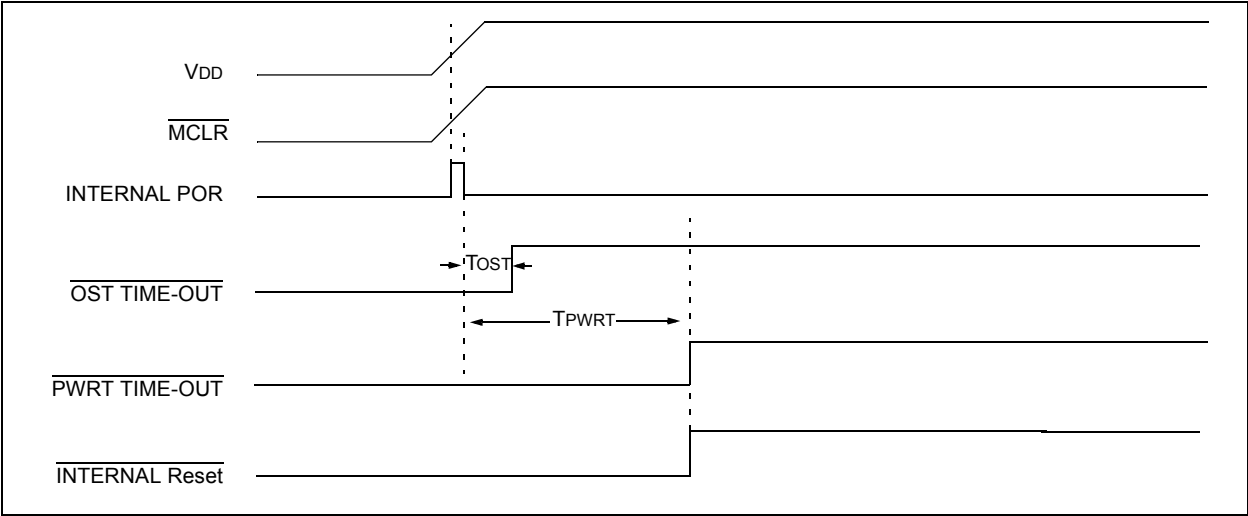 VDD
MCLR
INTERNAL POR
TOST
OST TIME-OUT
TPWRT
PWRT TIME-OUT
INTERNAL Reset